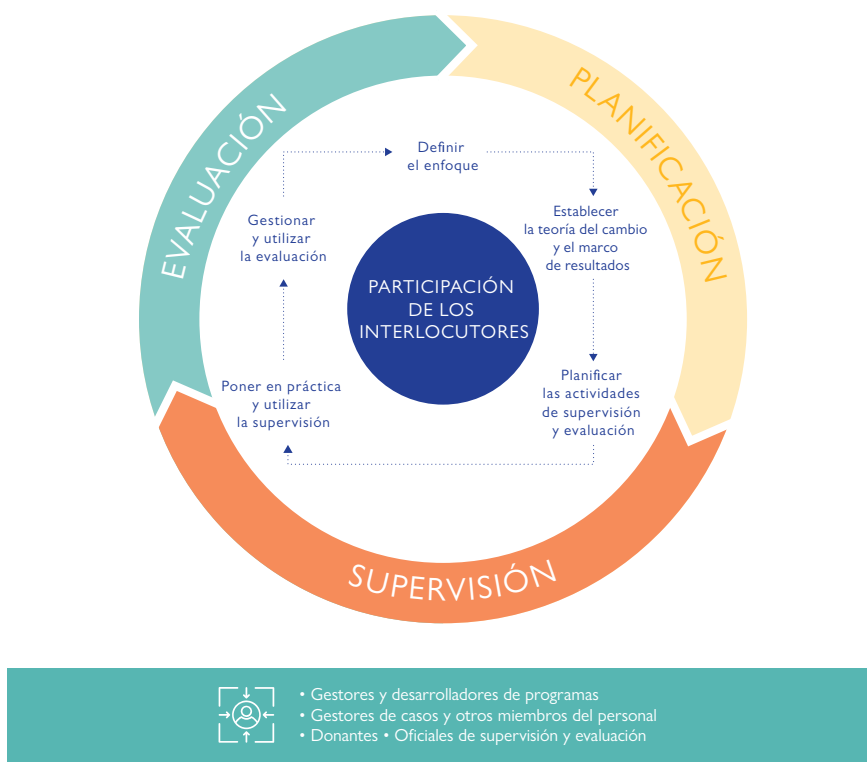 EVALUACIÓN
PLANIFICACIÓN
Definir
el enfoque
Establecer
la teoría del cambio
y el marco
de resultados
Gestionar
y utilizar
la evaluación
PARTICIPACIÓN
DE LOS
INTERLOCUTORES
Planificar
las actividades
de supervisión
y evaluación
Poner en práctica
y utilizar
la supervisión
SUPERVISIÓN
• Gestores y desarrolladores de programas
• Gestores de casos y otros miembros del personal
• Donantes • Oficiales de supervisión y evaluación